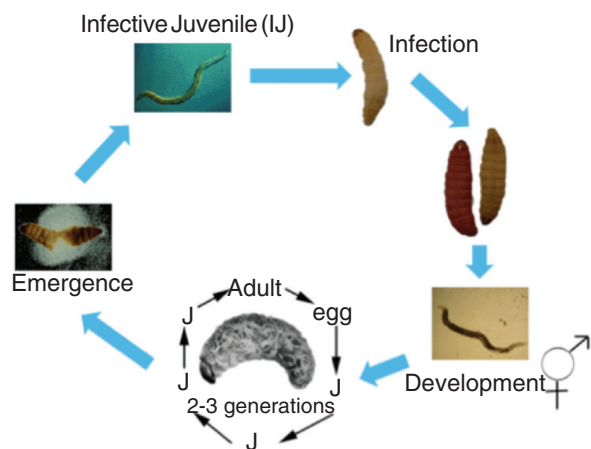 Infective Juvenile (IJ)
Infection
Development
Adult
egg
J
J
J
J
2-3 generations
Emergence